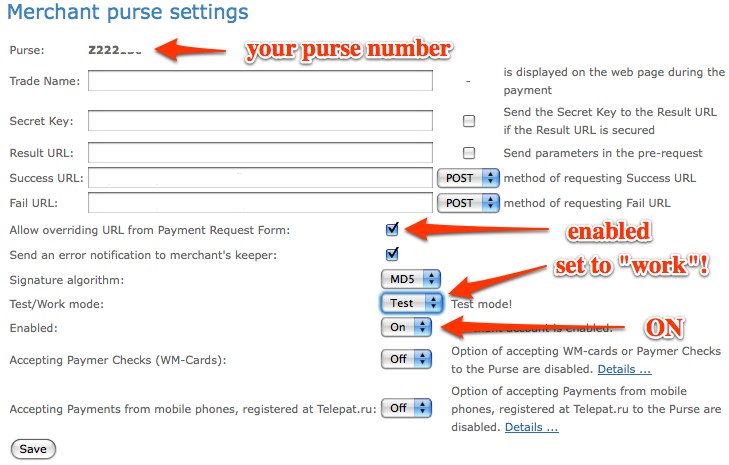 Merchant purse settings
Purse: Z222 your purse number
Trade Name: - is displayed on the web page during the
payment
Secret Key: Send the Secret Key to the Result URL
if the Result URL is secured
Result URL: Send parameters in the pre-request
Success URL: POST method of requesting Success URL
Fail URL: POST method of requesting Fail URL
Allow overriding URL from Payment Request Form: enabled
Send an error notification to merchant's keeper:
set to "work"!
Signature algorithm: MD5
Test/Work mode: Test Test mode!
Enabled: On account is enabled. ON
Accepting Paymer Checks (WM-Cards): Off Option of accepting WM-cards or Paymer Checks
to the Purse are disabled. Details ...
Accepting Payments from mobile phones, registered at Telepat.ru: Off Option of accepting Payments from mobile
phones, registered at Telepat.ru to the Purse are
disabled. Details ...
Save